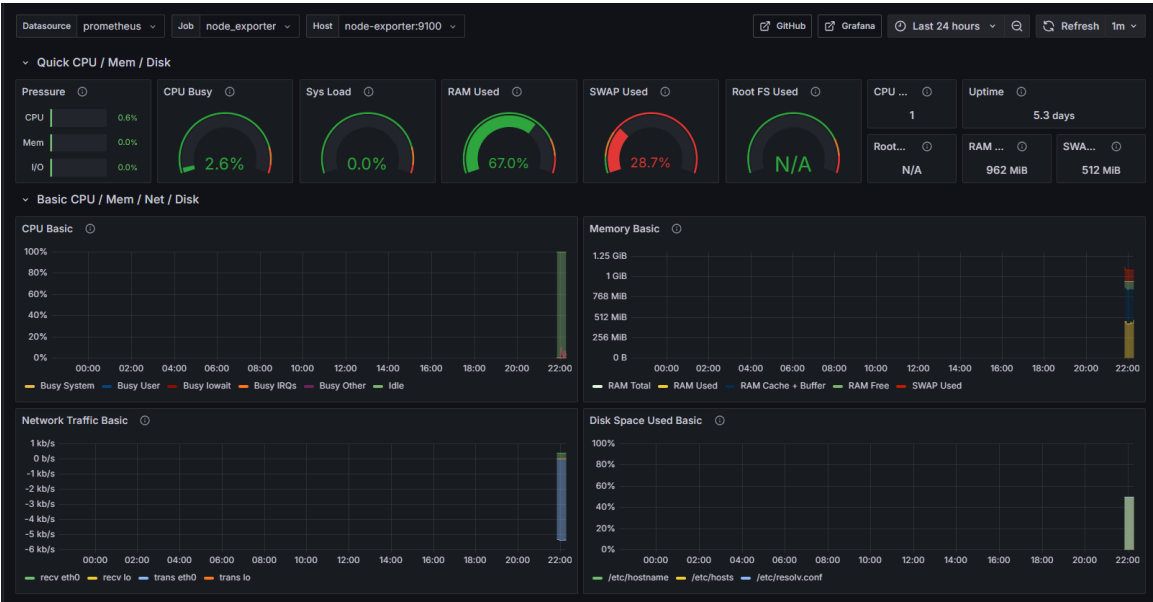 Datasource prometheus Job node_exporter Host node-exporter:9100 GitHub Grafana Last 24 hours Refresh 1m
Quick CPU / Mem / Disk
Pressure CPU Busy Sys Load RAM Used SWAP Used Root FS Used CPU ... Uptime
CPU 0.6%
Mem 0.0%
I/O 0.0%
2.6%
0.0%
67.0%
28.7%
N/A
1
5.3 days
Root... RAM ... SWA...
N/A 962 MiB 512 MiB
Basic CPU / Mem / Net / Disk
CPU Basic
100%
80%
60%
40%
20%
0%
00:00 02:00 04:00 06:00 08:00 10:00 12:00 14:00 16:00 18:00 20:00 22:00
Busy System Busy User Busy Iowait Busy IRQs Busy Other Idle
Memory Basic
1.25 GiB
1 GiB
768 MiB
512 MiB
256 MiB
0 B
00:00 02:00 04:00 06:00 08:00 10:00 12:00 14:00 16:00 18:00 20:00 22:00
RAM Total RAM Used RAM Cache + Buffer RAM Free SWAP Used
Network Traffic Basic
1 kb/s
0 b/s
-1 kb/s
-2 kb/s
-3 kb/s
-4 kb/s
-5 kb/s
-6 kb/s
00:00 02:00 04:00 06:00 08:00 10:00 12:00 14:00 16:00 18:00 20:00 22:00
recv eth0 recv lo trans eth0 trans lo
Disk Space Used Basic
100%
80%
60%
40%
20%
0%
00:00 02:00 04:00 06:00 08:00 10:00 12:00 14:00 16:00 18:00 20:00 22:00
/etc/hostname /etc/hosts /etc/resolv.conf